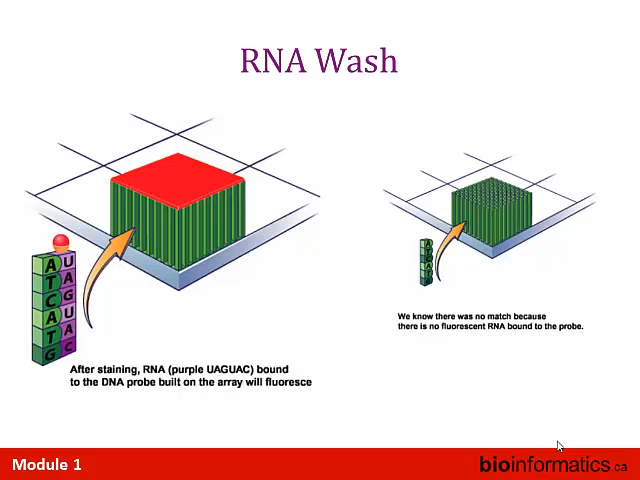 RNA Wash
A U
T A
C G
A U
T A
G C
After staining, RNA (purple UAGUAC) bound
to the DNA probe built on the array will fluoresce
We know there was no match because
there is no fluorescent RNA bound to the probe.
Module 1
bioinformatics.ca